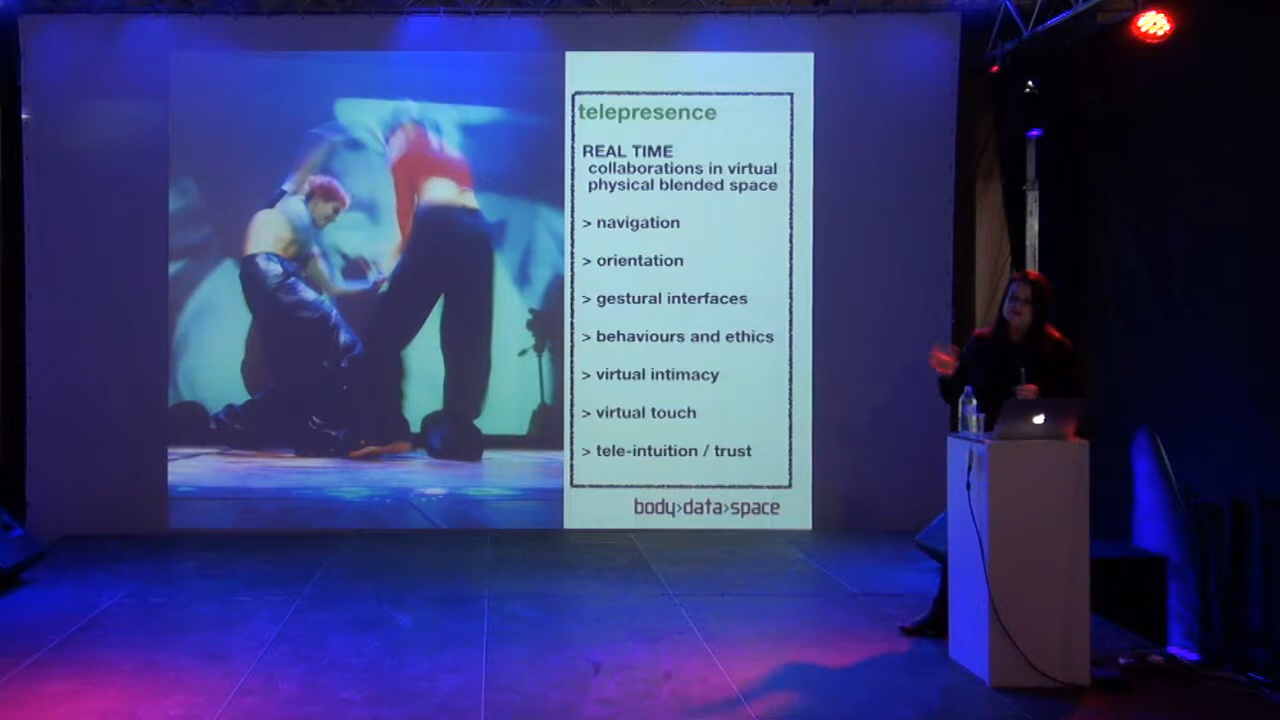 telepresence
REAL TIME
collaborations in virtual
physical blended space
> navigation
> orientation
> gestural interfaces
> behaviours and ethics
> virtual intimacy
> virtual touch
> tele-intuition / trust
body>data>space